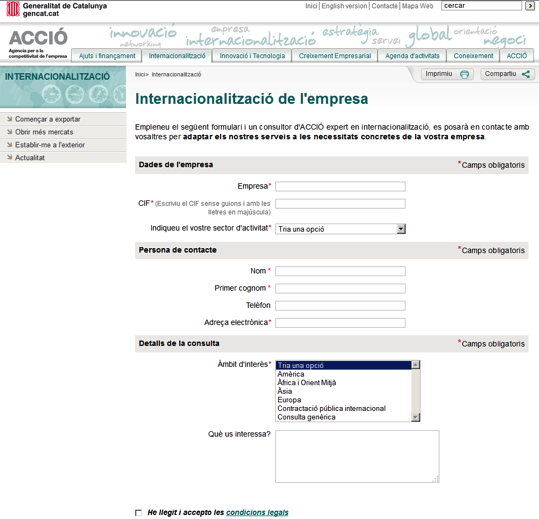 Generalitat de Catalunya
gencat.cat
Inici | English version | Contacte | Mapa Web
cercar
ACCIÓ
Agència per a la
competitivitat de l'empresa
innovació empresa estratègia global orientació
networking internacionalització servei negoci
Ajuts i finançament
Internacionalització
Innovació i Tecnologia
Creixement Empresarial
Agenda d'activitats
Coneixement
ACCIÓ
INTERNACIONALITZACIÓ
Començar a exportar
Obrir més mercats
Establir-me a l'exterior
Actualitat
Inici> Internacionalització
Imprimiu
Compartiu
Internacionalització de l'empresa
Empleneu el següent formulari i un consultor d'ACCIÓ expert en internacionalització, es posarà en contacte amb
vosaltres per adaptar els nostres serveis a les necessitats concretes de la vostra empresa.
Dades de l'empresa
*Camps obligatoris
Empresa*
CIF* (Escriviu el CIF sense guions i amb les
lletres en majúscula)
Indiqueu el vostre sector d'activitat*
Tria una opció
Persona de contacte
*Camps obligatoris
Nom *
Primer cognom *
Telèfon
Adreça electrònica*
Detalls de la consulta
*Camps obligatoris
Àmbit d'interès*
Tria una opció
Amèrica
Àfrica i Orient Mitjà
Àsia
Europa
Contractació pública internacional
Consulta genèrica
Què us interessa?
He llegit i accepto les condicions legals